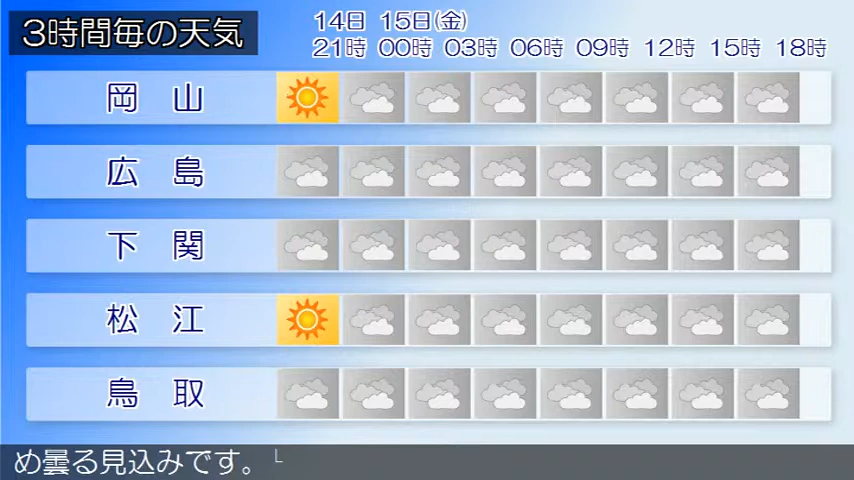 3時間毎の天気
14日 15日(金)
21時 00時 03時 06時 09時 12時 15時 18時
岡 山
広 島
下 関
松 江
鳥 取
め曇る見込みです。